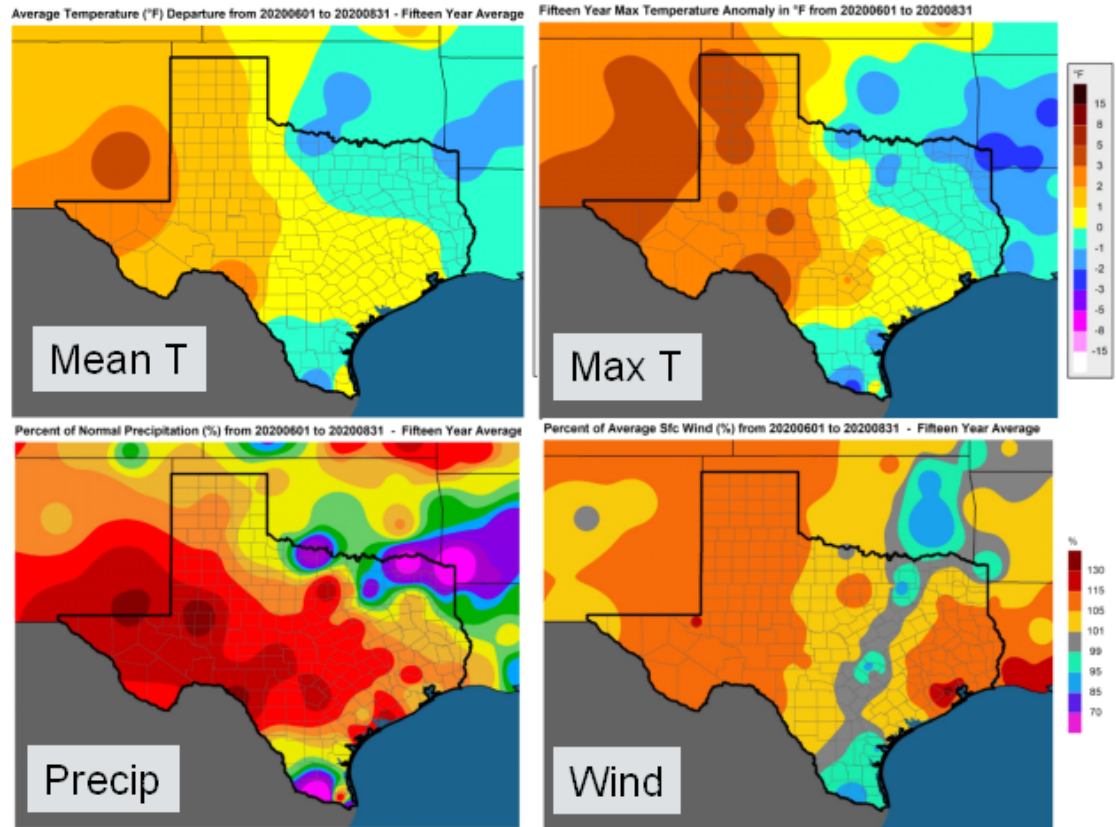 Average Temperature (°F) Departure from 20200601 to 20200831 - Fifteen Year Average
Fifteen Year Max Temperature Anomaly in °F from 20200601 to 20200831
°F
15
8
5
3
2
1
0
-1
-2
-3
-5
-8
-15
Mean T
Max T
Percent of Normal Precipitation (%) from 20200601 to 20200831 - Fifteen Year Average
Percent of Average Sfc Wind (%) from 20200601 to 20200831 - Fifteen Year Average
%
130
115
105
101
99
95
85
70
Precip
Wind